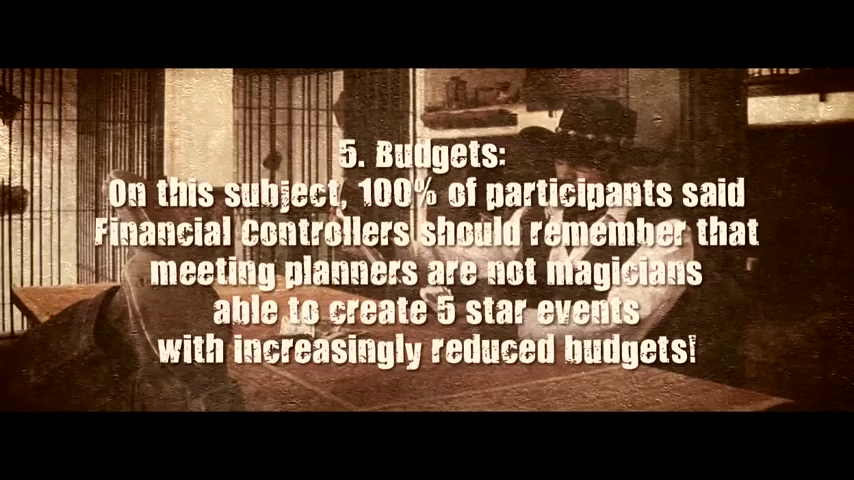 5. Budgets:
On this subject, 100% of participants said
Financial Controllers should remember that
meeting planners are not magicians
able to create 5 star events
with increasingly reduced budgets!